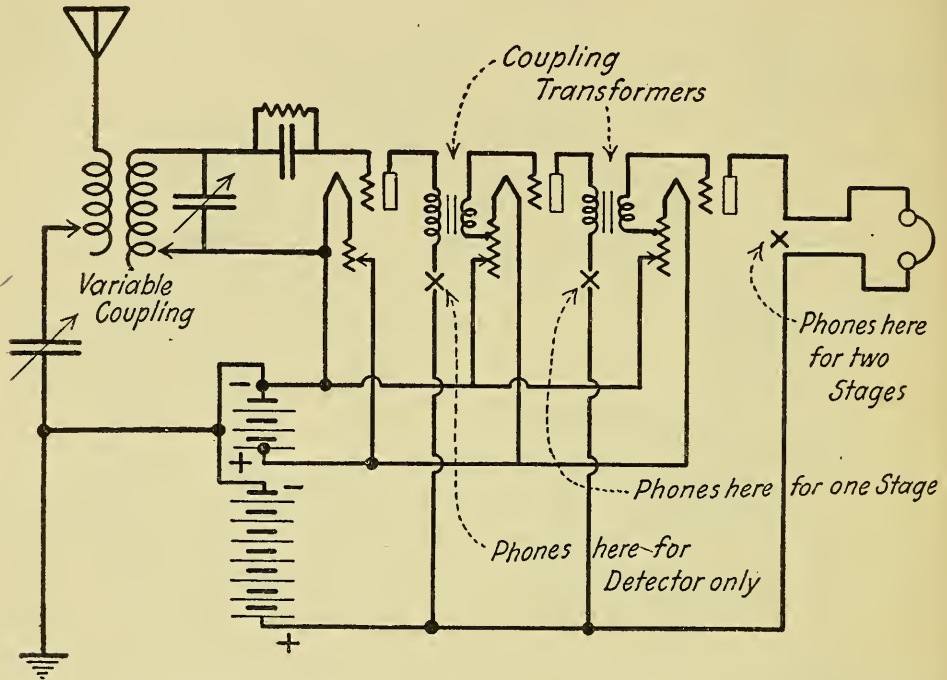 Coupling
Transformers
Variable
Coupling
Phones here
for two
Stages
Phones here for one Stage
Phones here for
Detector only
−
+
−
+